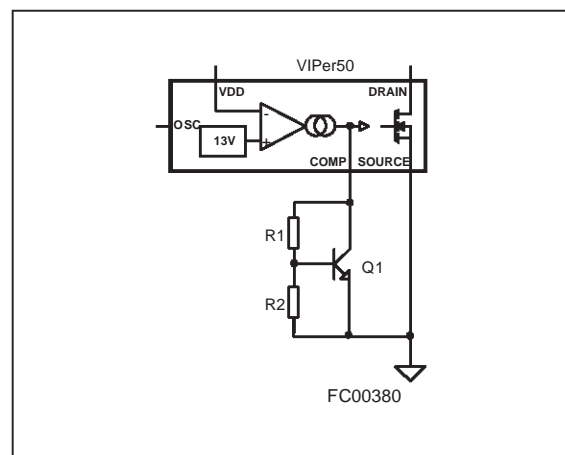 VIPer50
VDD
DRAIN
OSC
-
13V
+
COMP
SOURCE
R1
Q1
R2
FC00380